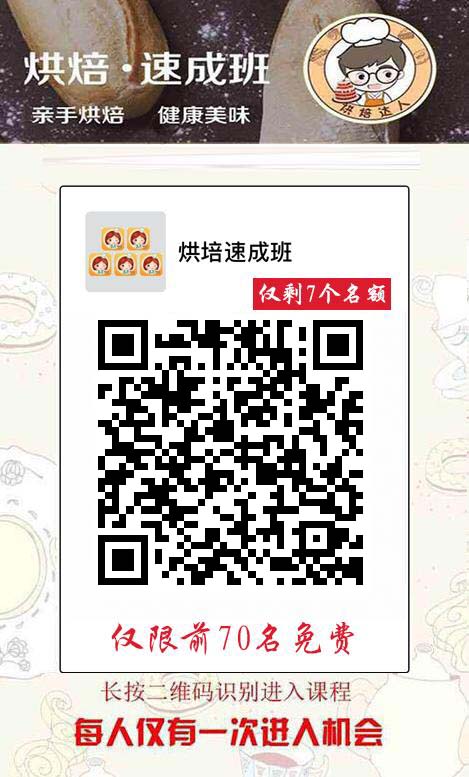 烘焙·速成班
亲手烘焙 健康美味
烘焙达人
烘培速成班
仅剩7个名额
仅限前70名免费
长按二维码识别进入课程
每人仅有一次进入机会